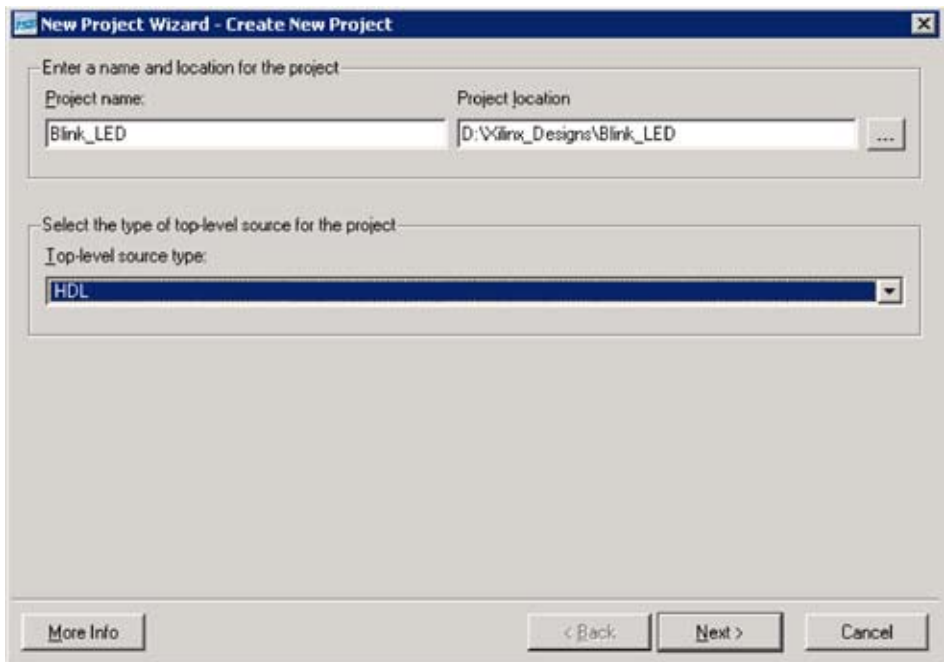 New Project Wizard - Create New Project
Enter a name and location for the project
Project name:
Project location
Blink_LED
D:\Xilinx_Designs\Blink_LED
...
Select the type of top-level source for the project
Top-level source type:
HDL
More Info
< Back
Next >
Cancel